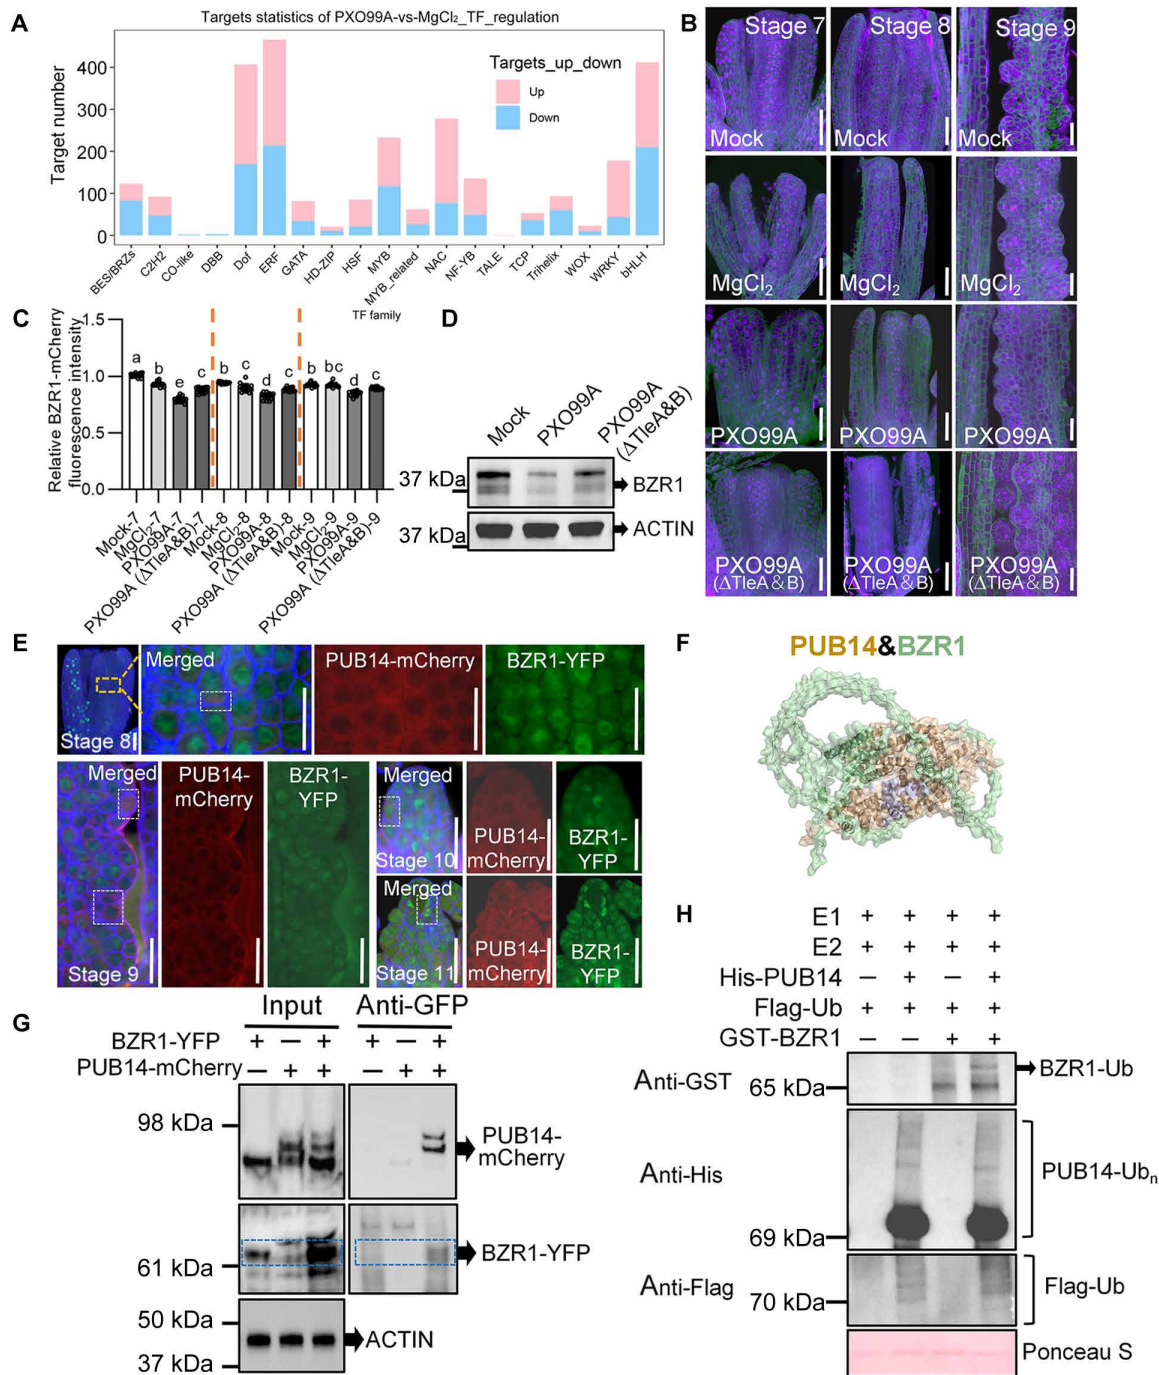 A
Targets statistics of PXO99A-vs-MgCl₂_TF_regulation
Target number
400
300
200
100
0
Targets_up_down
Up
Down
BES/BRZs
C2H2
CO-like
DBB
Dof
ERF
GATA
HD-ZIP
HSF
MYB
MYB_related
NAC
NF-YB
TALE
TCP
Trihelix
WOX
WRKY
bHLH
TF family
B
Stage 7
Stage 8
Stage 9
Mock
Mock
Mock
MgCl₂
MgCl₂
MgCl₂
PXO99A
PXO99A
PXO99A
PXO99A
(ΔTleA&B)
PXO99A
(ΔTleA&B)
PXO99A
(ΔTleA&B)
C
Relative BZR1-mCherry
fluorescence intensity
1.5
1.0
0.5
0.0
a
b
e
c
b
c
d
c
b
bc
d
c
Mock-7
MgCl₂-7
PXO99A-7
PXO99A (ΔTleA&B)-7
Mock-8
MgCl₂-8
PXO99A-8
PXO99A (ΔTleA&B)-8
Mock-9
MgCl₂-9
PXO99A-9
PXO99A (ΔTleA&B)-9
D
Mock
PXO99A
PXO99A
(ΔTleA&B)
37 kDa
BZR1
37 kDa
ACTIN
E
Stage 8
Merged
PUB14-mCherry
BZR1-YFP
Merged
Stage 9
PUB14-
mCherry
BZR1-
YFP
Merged
Stage 10
PUB14-
mCherry
BZR1-
YFP
Merged
Stage 11
PUB14-
mCherry
BZR1-
YFP
F
PUB14&BZR1
G
Input
Anti-GFP
BZR1-YFP + − + + − +
PUB14-mCherry − + + − + +
98 kDa
PUB14-
mCherry
61 kDa
BZR1-YFP
50 kDa
ACTIN
37 kDa
H
E1 + + + +
E2 + + + +
His-PUB14 − + − +
Flag-Ub + + + +
GST-BZR1 − − + +
Anti-GST
65 kDa
BZR1-Ub
Anti-His
69 kDa
PUB14-Ubₙ
Anti-Flag
70 kDa
Flag-Ub
Ponceau S